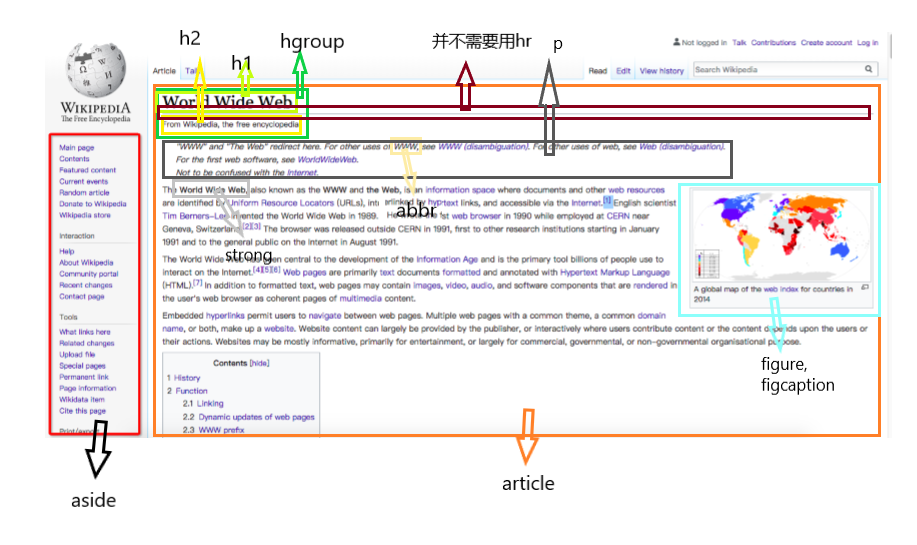 h2
h1
hgroup
并不需要用hr
p
Not logged in Talk Contributions Create account Log in
Article Tal
Read Edit View history
Search Wikipedia
WIKIPEDIA
The Free Encyclopedia
World Wide Web
From Wikipedia, the free encyclopedia
"WWW" and "The Web" redirect here. For other uses of WWW, see WWW (disambiguation). For other uses of web, see Web (disambiguation).
For the first web software, see WorldWideWeb.
Not to be confused with the Internet.
Main page
Contents
Featured content
Current events
Random article
Donate to Wikipedia
Wikipedia store
Interaction
Help
About Wikipedia
Community portal
Recent changes
Contact page
Tools
What links here
Related changes
Upload file
Special pages
Permanent link
Page information
Wikidata item
Cite this page
Print/export
The World Wide Web, also known as the WWW and the Web, is an information space where documents and other web resources
are identified by Uniform Resource Locators (URLs), interlinked by hypertext links, and accessible via the Internet.[1] English scientist
Tim Berners-Lee invented the World Wide Web in 1989. He wrote the first web browser in 1990 while employed at CERN near
Geneva, Switzerland.[2][3] The browser was released outside CERN in 1991, first to other research institutions starting in January
1991 and to the general public on the Internet in August 1991.
abbr
strong
The World Wide Web has been central to the development of the Information Age and is the primary tool billions of people use to
interact on the Internet.[4][5][6] Web pages are primarily text documents formatted and annotated with Hypertext Markup Language
(HTML).[7] In addition to formatted text, web pages may contain images, video, audio, and software components that are rendered in
the user's web browser as coherent pages of multimedia content.
Embedded hyperlinks permit users to navigate between web pages. Multiple web pages with a common theme, a common domain
name, or both, make up a website. Website content can largely be provided by the publisher, or interactively where users contribute content or the content depends upon the users or
their actions. Websites may be mostly informative, primarily for entertainment, or largely for commercial, governmental, or non-governmental organisational purpose.
A global map of the web index for countries in
2014
Contents [hide]
1 History
2 Function
2.1 Linking
2.2 Dynamic updates of web pages
2.3 WWW prefix
figure,
figcaption
article
aside